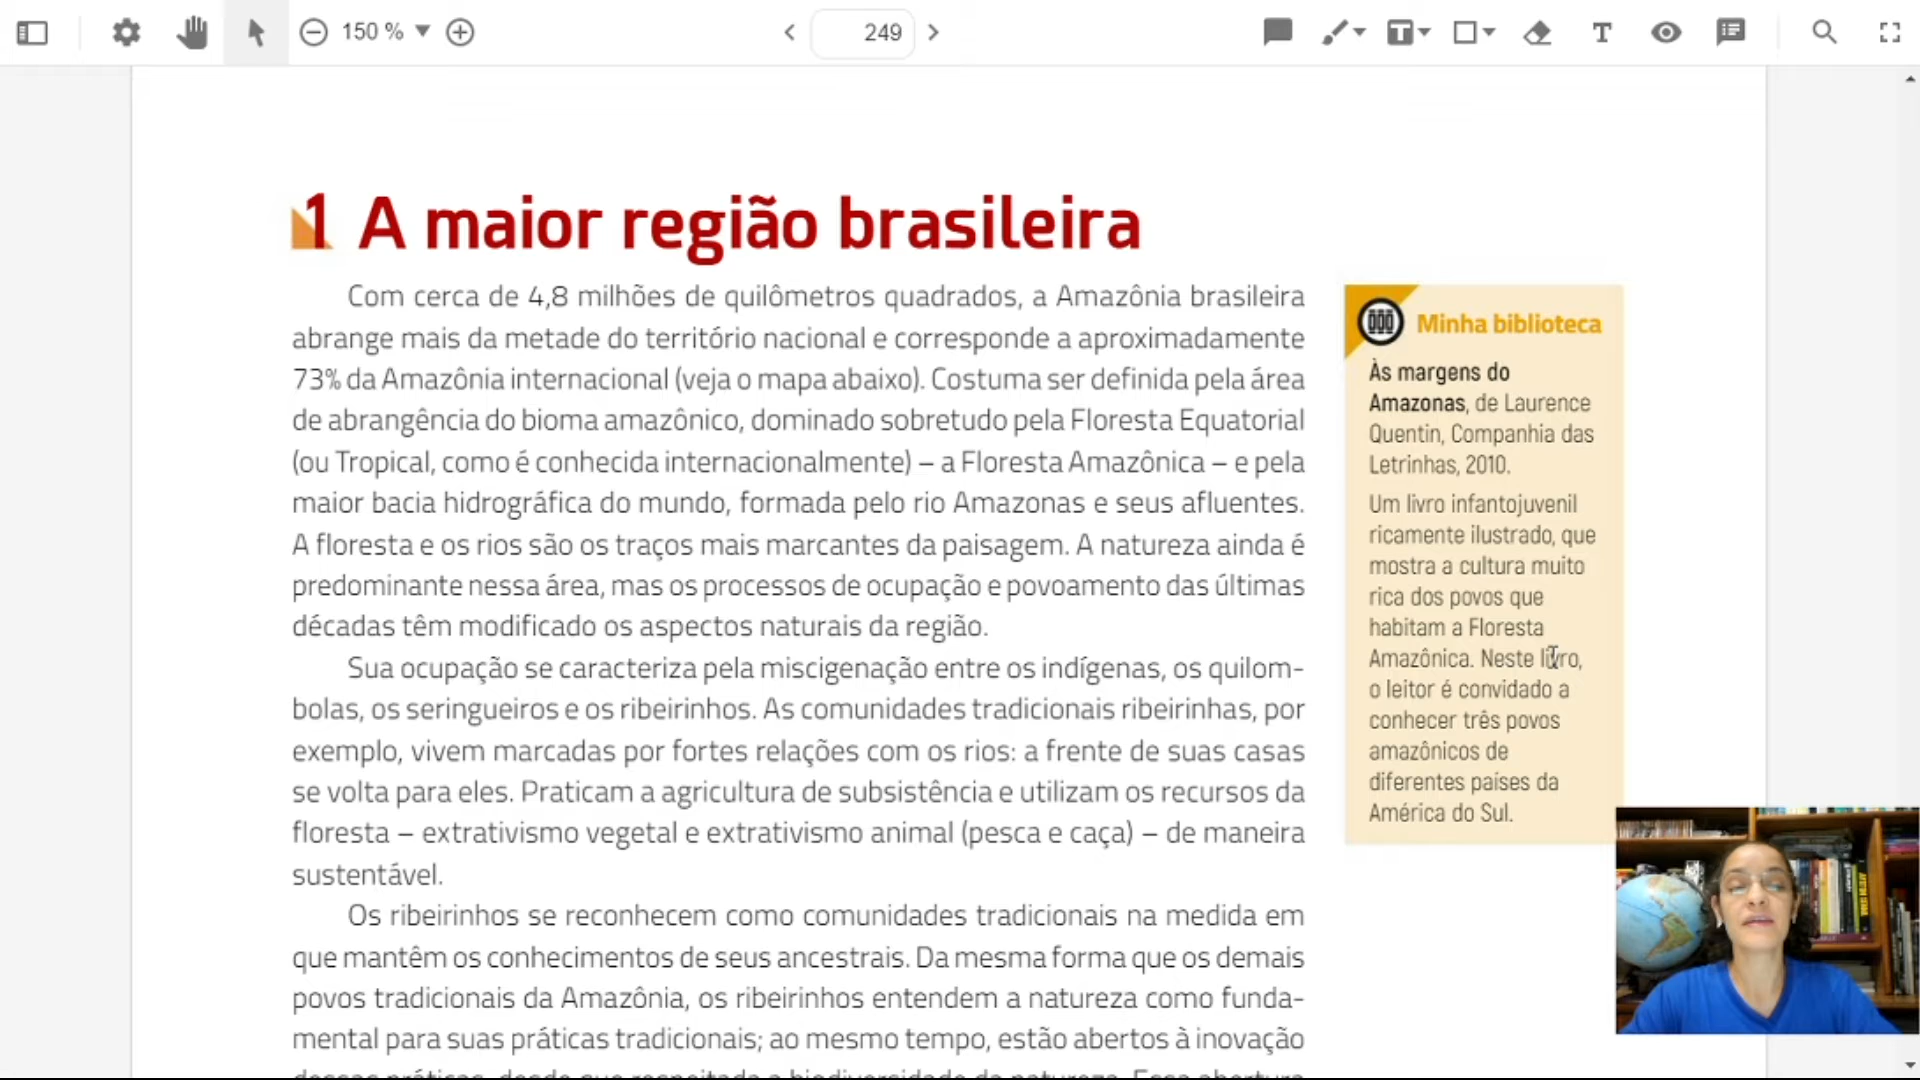 150 %
249
1 A maior região brasileira
Com cerca de 4,8 milhões de quilômetros quadrados, a Amazônia brasileira
abrange mais da metade do território nacional e corresponde a aproximadamente
73% da Amazônia internacional (veja o mapa abaixo). Costuma ser definida pela área
de abrangência do bioma amazônico, dominado sobretudo pela Floresta Equatorial
(ou Tropical, como é conhecida internacionalmente) – a Floresta Amazônica – e pela
maior bacia hidrográfica do mundo, formada pelo rio Amazonas e seus afluentes.
A floresta e os rios são os traços mais marcantes da paisagem. A natureza ainda é
predominante nessa área, mas os processos de ocupação e povoamento das últimas
décadas têm modificado os aspectos naturais da região.
Sua ocupação se caracteriza pela miscigenação entre os indígenas, os quilom-
bolas, os seringueiros e os ribeirinhos. As comunidades tradicionais ribeirinhas, por
exemplo, vivem marcadas por fortes relações com os rios: a frente de suas casas
se volta para eles. Praticam a agricultura de subsistência e utilizam os recursos da
floresta – extrativismo vegetal e extrativismo animal (pesca e caça) – de maneira
sustentável.
Os ribeirinhos se reconhecem como comunidades tradicionais na medida em
que mantêm os conhecimentos de seus ancestrais. Da mesma forma que os demais
povos tradicionais da Amazônia, os ribeirinhos entendem a natureza como funda-
mental para suas práticas tradicionais; ao mesmo tempo, estão abertos à inovação
Minha biblioteca
Às margens do
Amazonas, de Laurence
Quentin, Companhia das
Letrinhas, 2010.
Um livro infantojuvenil
ricamente ilustrado, que
mostra a cultura muito
rica dos povos que
habitam a Floresta
Amazônica. Neste livro,
o leitor é convidado a
conhecer três povos
amazônicos de
diferentes países da
América do Sul.